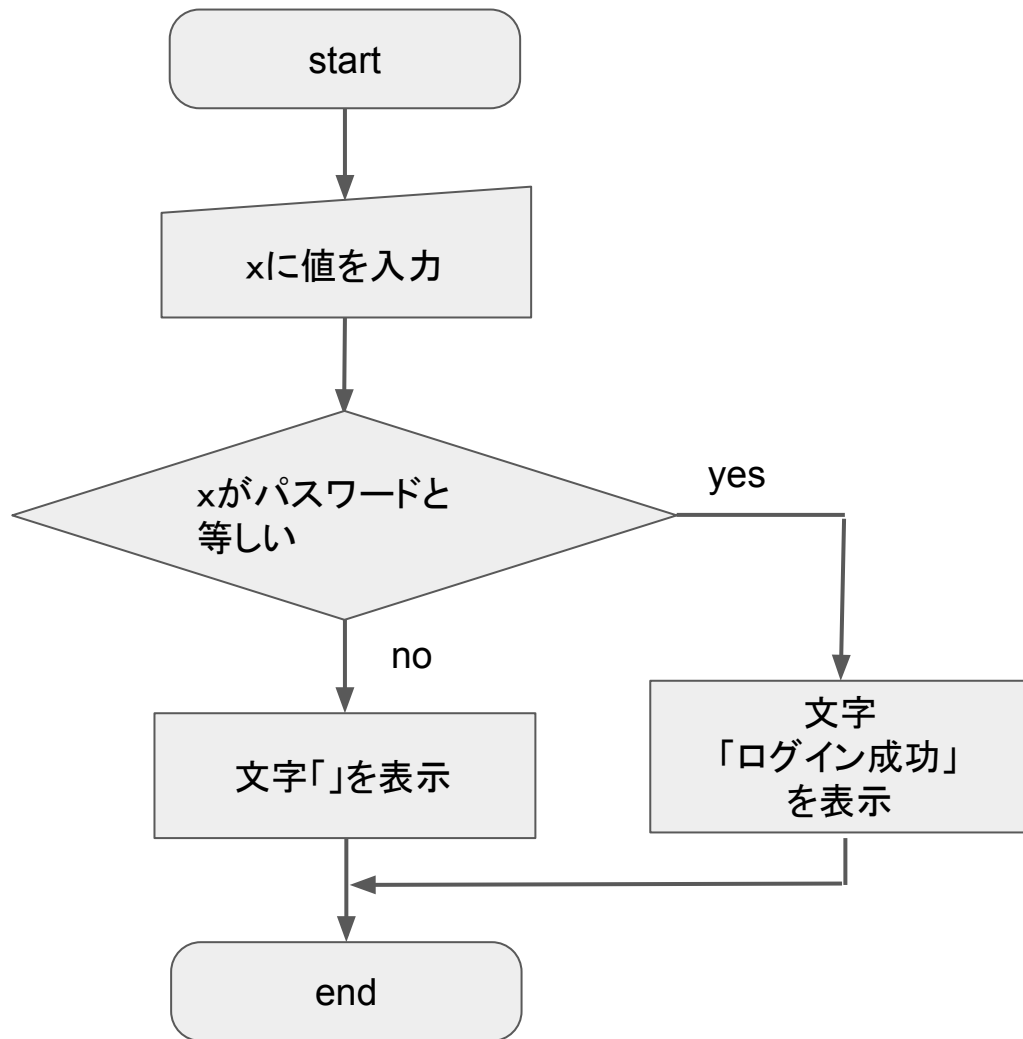 start
xに値を入力
xがパスワードと
等しい
yes
no
文字「」を表示
文字
「ログイン成功」
を表示
end